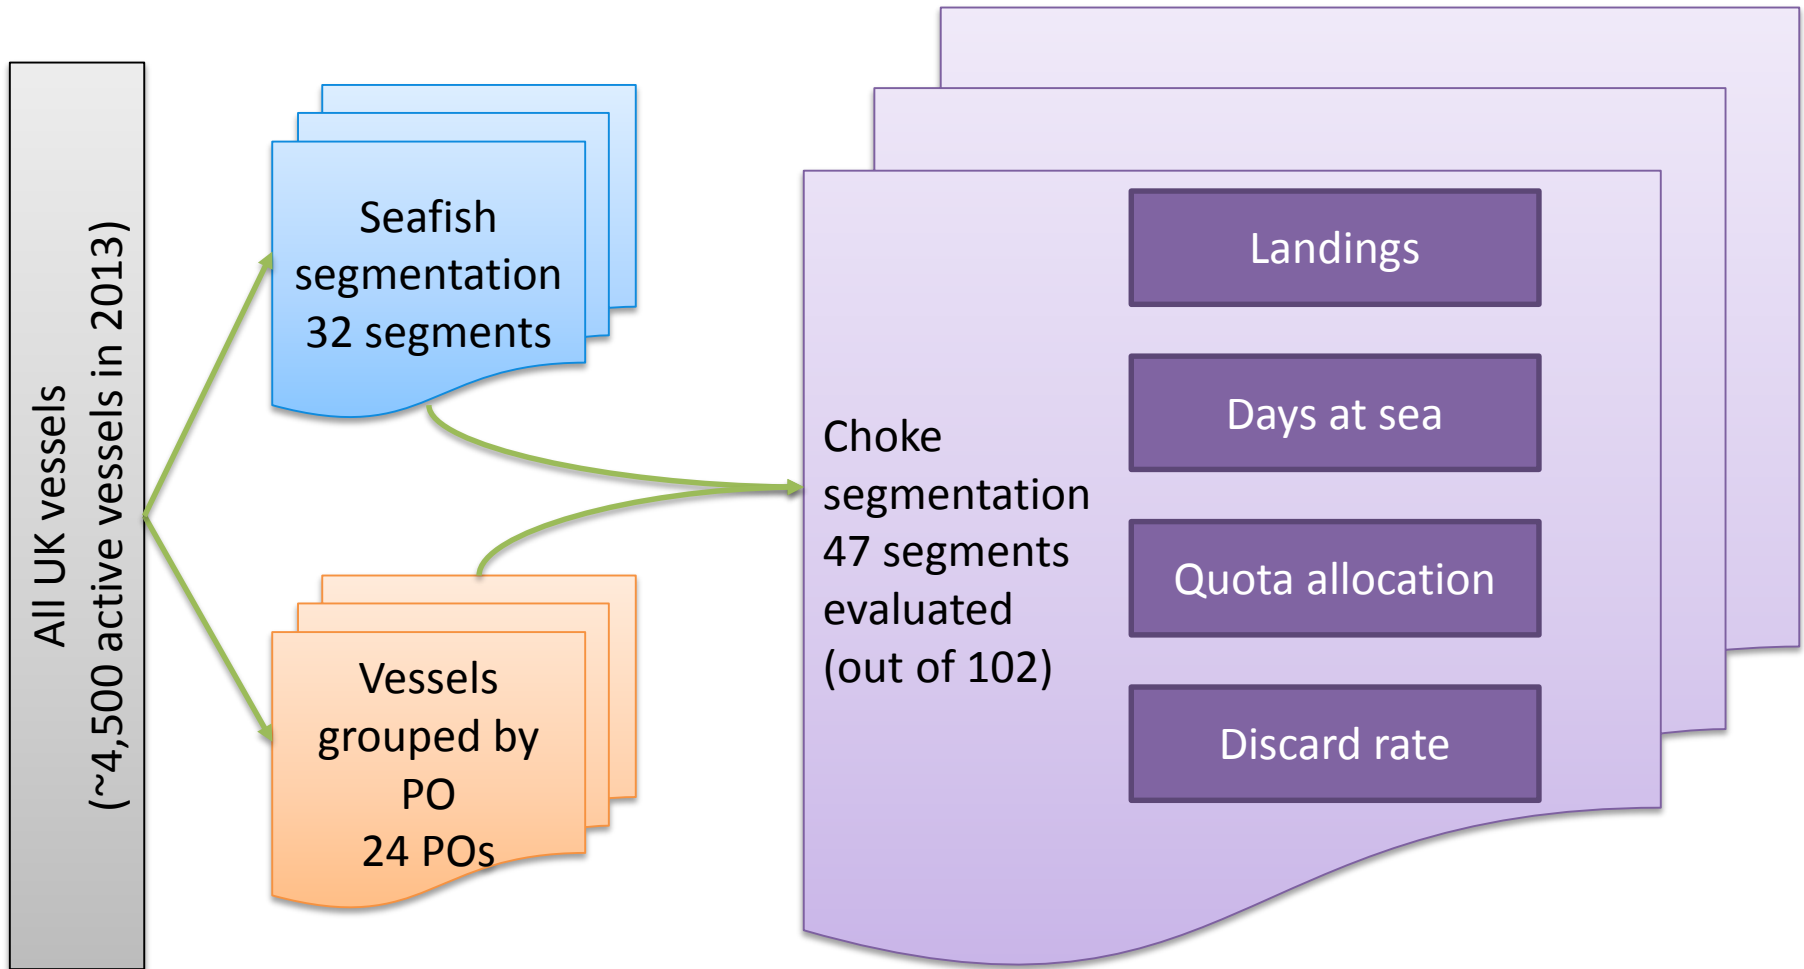 All UK vessels
(~4,500 active vessels in 2013)
Seafish
segmentation
32 segments
Vessels
grouped by
PO
24 POs
Choke
segmentation
47 segments
evaluated
(out of 102)
Landings
Days at sea
Quota allocation
Discard rate